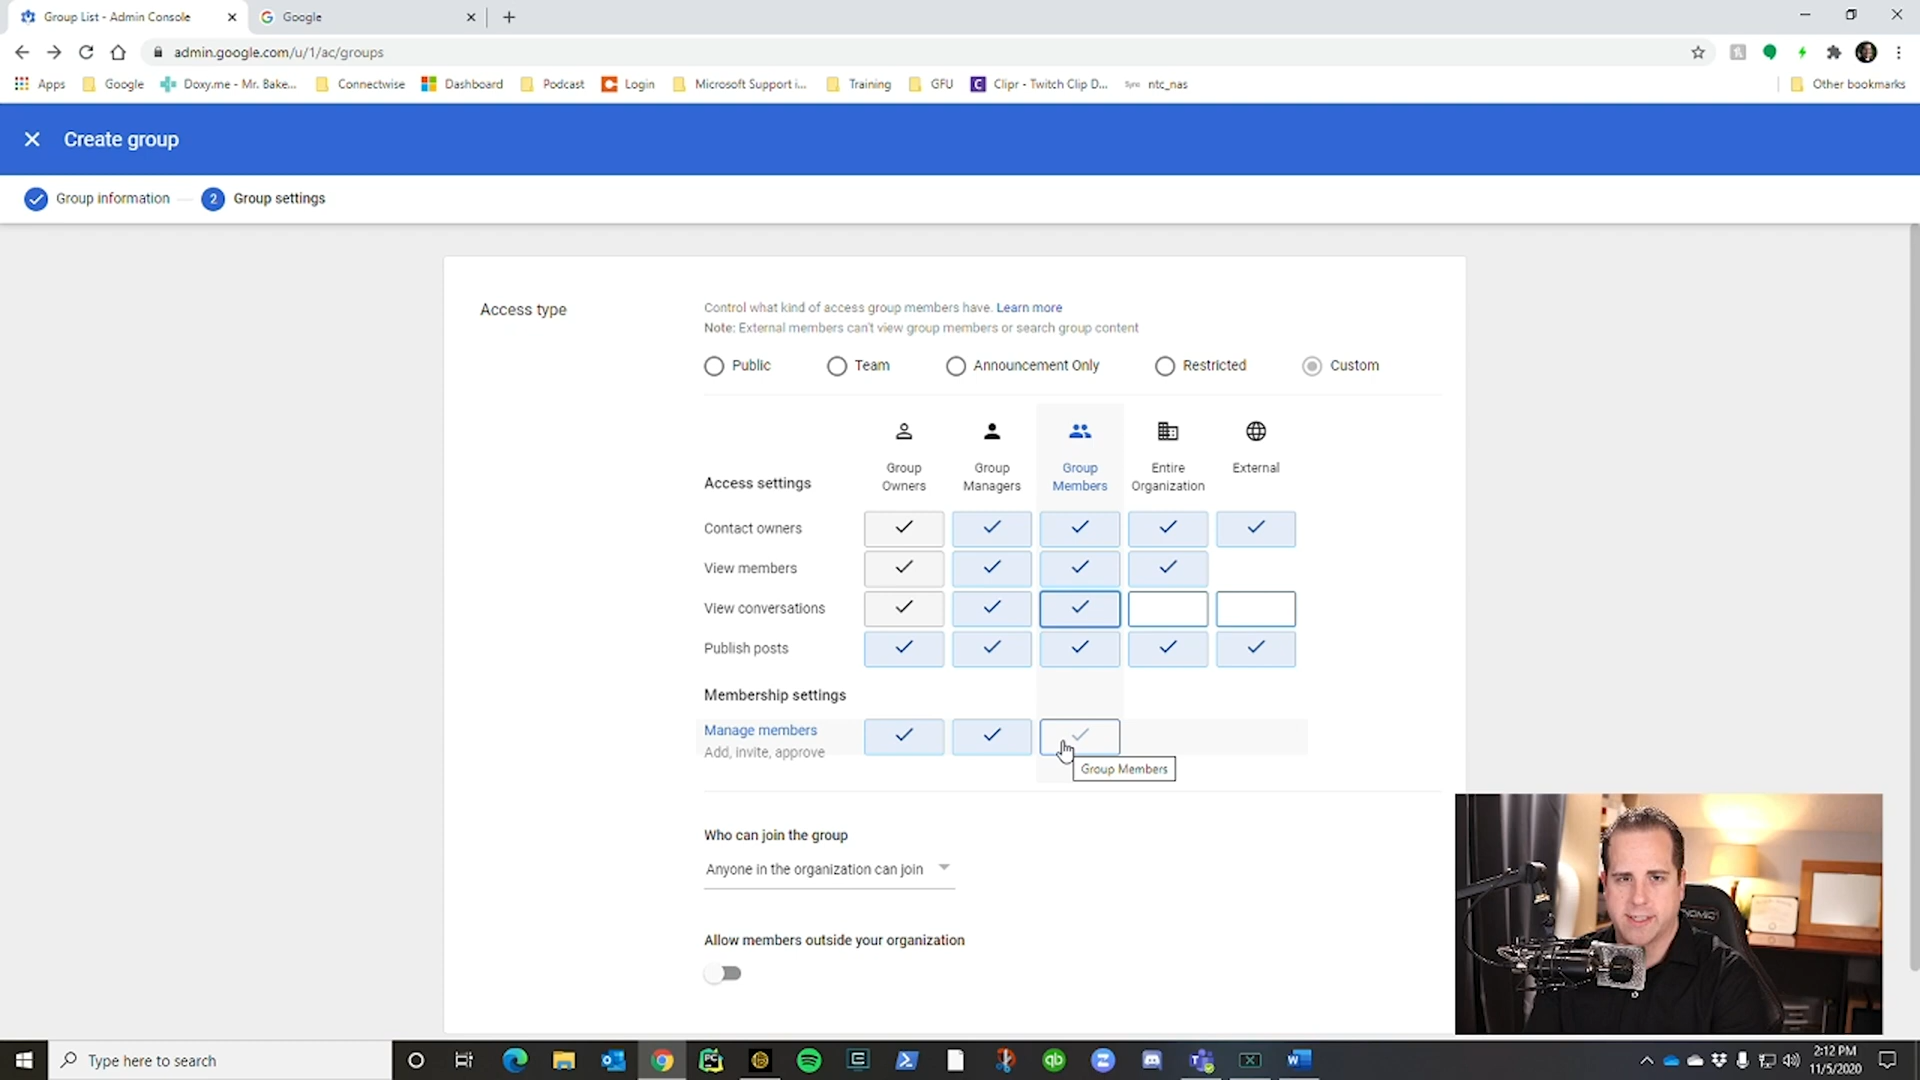 Group List - Admin Console
Google
admin.google.com/u/1/ac/groups
Apps
Google
Doxy.me - Mr. Bake...
Connectwise
Dashboard
Podcast
Login
Microsoft Support i...
Training
GFU
Clipr - Twitch Clip D...
ntc_nas
Other bookmarks
Create group
Group information
2
Group settings
Access type
Control what kind of access group members have. Learn more
Note: External members can't view group members or search group content
Public
Team
Announcement Only
Restricted
Custom
Access settings
Group
Owners
Group
Managers
Group
Members
Entire
Organization
External
Contact owners
View members
View conversations
Publish posts
Membership settings
Manage members
Add, invite, approve
Group Members
Who can join the group
Anyone in the organization can join
Allow members outside your organization
Type here to search
2:12 PM
11/5/2020